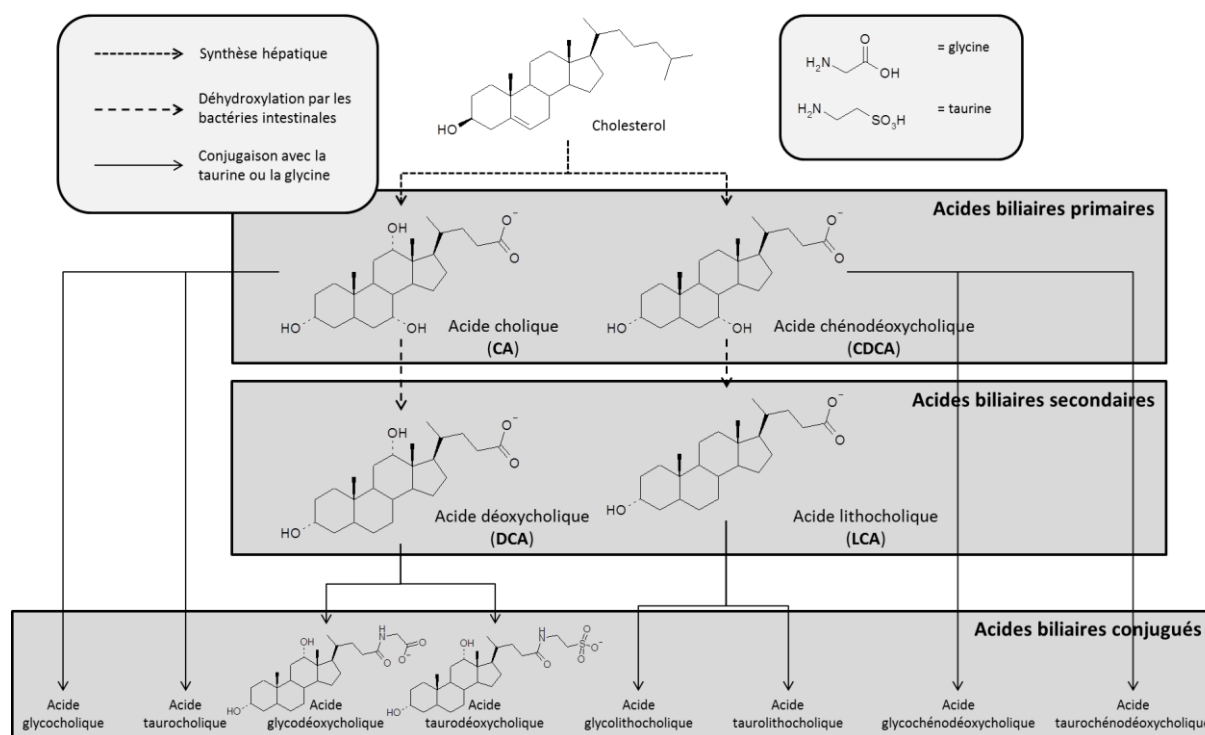 Synthèse hépatique
Déhydroxylation par les
bactéries intestinales
Conjugaison avec la
taurine ou la glycine
HO
Cholesterol
O
H₂N
OH
= glycine
H₂N
SO₃H
= taurine
Acides biliaires primaires
OH
O⁻
O
HO
OH
Acide cholique
(CA)
O⁻
O
HO
OH
Acide chénodéoxycholique
(CDCA)
Acides biliaires secondaires
OH
O⁻
O
HO
Acide déoxycholique
(DCA)
O⁻
O
HO
Acide lithocholique
(LCA)
Acides biliaires conjugués
OH
H
N
O
O⁻
O
HO
OH
H
N
O
S
O⁻
O
O
HO
Acide
glycocholique
Acide
taurocholique
Acide
glycodéoxycholique
Acide
taurodéoxycholique
Acide
glycolithocholique
Acide
taurolithocholique
Acide
glycochénodéoxycholique
Acide
taurochénodéoxycholique